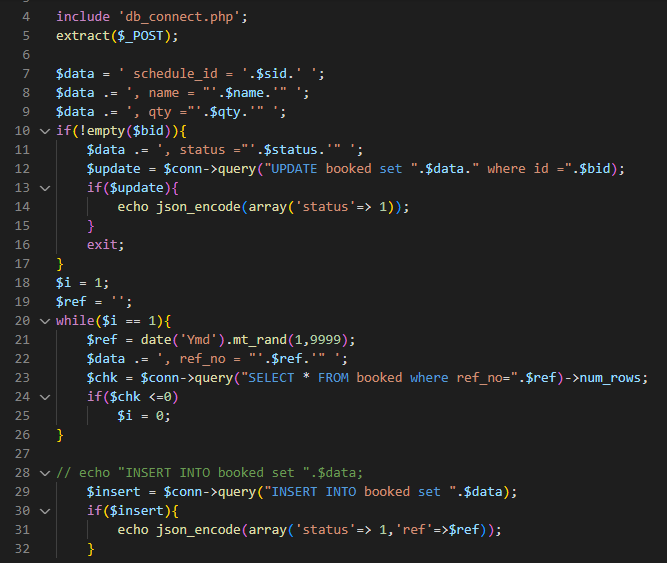 4 include 'db_connect.php';
5 extract($_POST);
6
7 $data = ' schedule_id = '.$sid.' ';
8 $data .= ', name = "'.$name.'" ';
9 $data .= ', qty ="'.$qty.'" ';
10 if(!empty($bid)){
11 $data .= ', status ="'.$status.'" ';
12 $update = $conn->query("UPDATE booked set ".$data." where id =".$bid);
13 if($update){
14 echo json_encode(array('status'=> 1));
15 }
16 exit;
17 }
18 $i = 1;
19 $ref = '';
20 while($i == 1){
21 $ref = date('Ymd').mt_rand(1,9999);
22 $data .= ', ref_no = "'.$ref.'" ';
23 $chk = $conn->query("SELECT * FROM booked where ref_no=".$ref)->num_rows;
24 if($chk <=0)
25 $i = 0;
26 }
27
28 // echo "INSERT INTO booked set ".$data;
29 $insert = $conn->query("INSERT INTO booked set ".$data);
30 if($insert){
31 echo json_encode(array('status'=> 1,'ref'=>$ref));
32 }